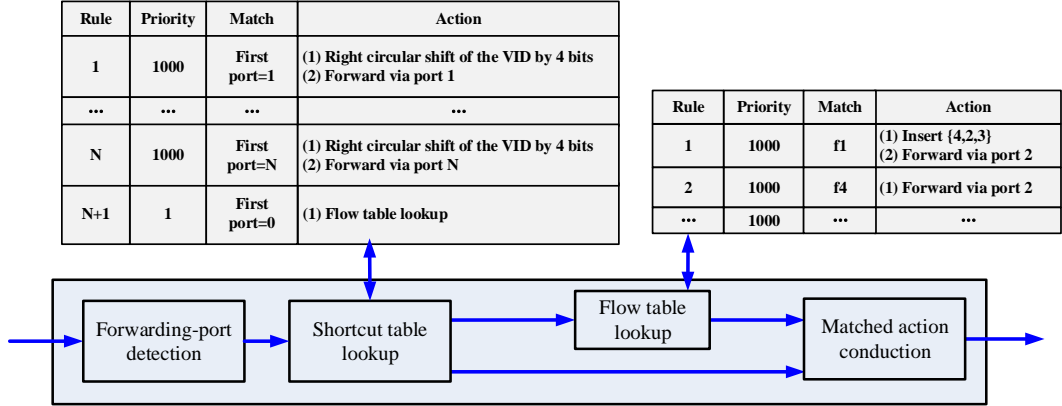 Rule Priority Match Action
1 1000 First port=1 (1) Right circular shift of the VID by 4 bits
(2) Forward via port 1
... ... ...
N 1000 First port=N (1) Right circular shift of the VID by 4 bits
(2) Forward via port N
N+1 1 First port=0 (1) Flow table lookup
Rule Priority Match Action
1 1000 f1 (1) Insert {4,2,3}
(2) Forward via port 2
2 1000 f4 (1) Forward via port 2
... 1000 ... ...
Forwarding-port
detection
Shortcut table
lookup
Flow table
lookup
Matched action
conduction